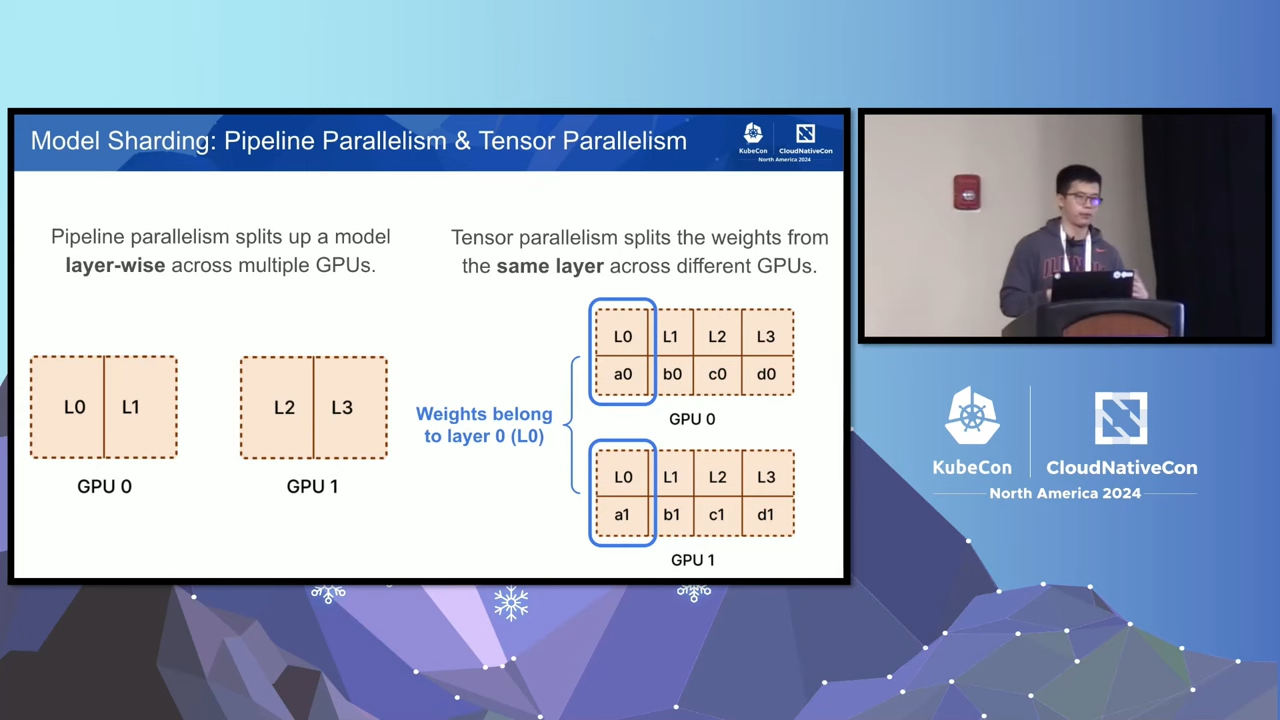 Model Sharding: Pipeline Parallelism & Tensor Parallelism
KubeCon
CloudNativeCon
North America 2024
Pipeline parallelism splits up a model
layer-wise across multiple GPUs.
L0 L1
GPU 0
L2 L3
GPU 1
Tensor parallelism splits the weights from
the same layer across different GPUs.
Weights belong
to layer 0 (L0)
L0 L1 L2 L3
a0 b0 c0 d0
GPU 0
L0 L1 L2 L3
a1 b1 c1 d1
GPU 1
KubeCon
CloudNativeCon
North America 2024